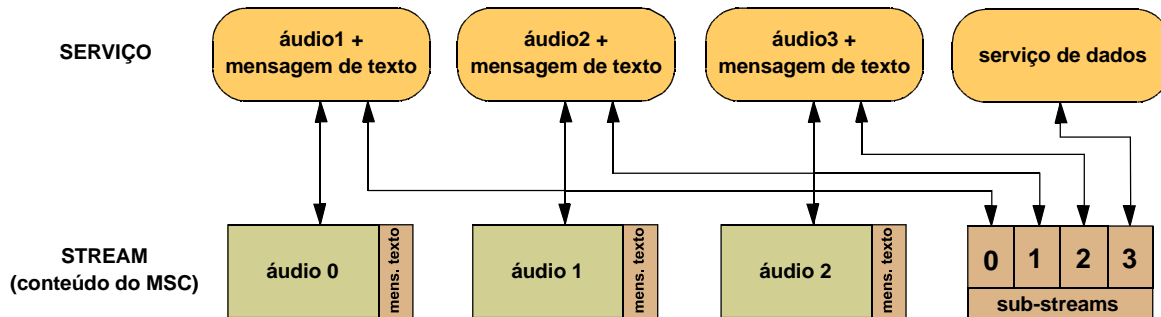 SERVIÇO
áudio1 +
mensagem de texto
áudio2 +
mensagem de texto
áudio3 +
mensagem de texto
serviço de dados
STREAM
(conteúdo do MSC)
áudio 0
mens. texto
áudio 1
mens. texto
áudio 2
mens. texto
0 1 2 3
sub-streams